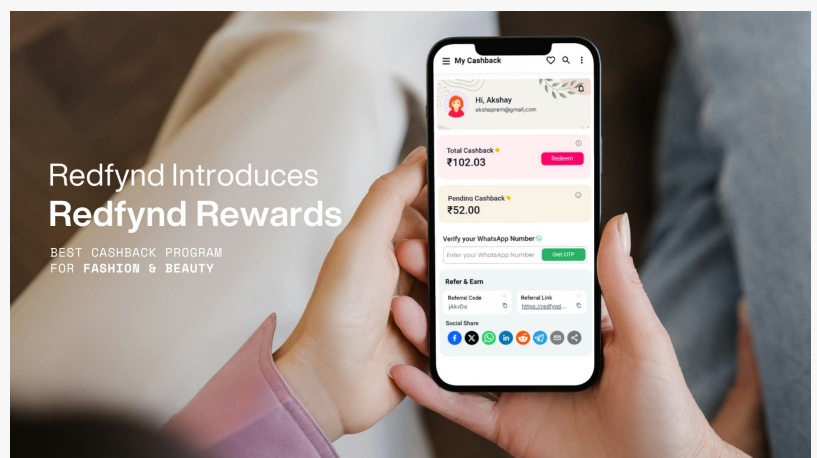 Redfynd Introduces
Redfynd Rewards
BEST CASHBACK PROGRAM
FOR FASHION & BEAUTY
My Cashback
Hi, Akshay
akshaprem@gmail.com
Total Cashback
₹102.03
Redeem
Pending Cashback
₹52.00
Verify your WhatsApp Number
Enter your WhatsApp Number
Get OTP
Refer & Earn
Referral Code
jAkvDa
Referral Link
https://redfynd...
Social Share